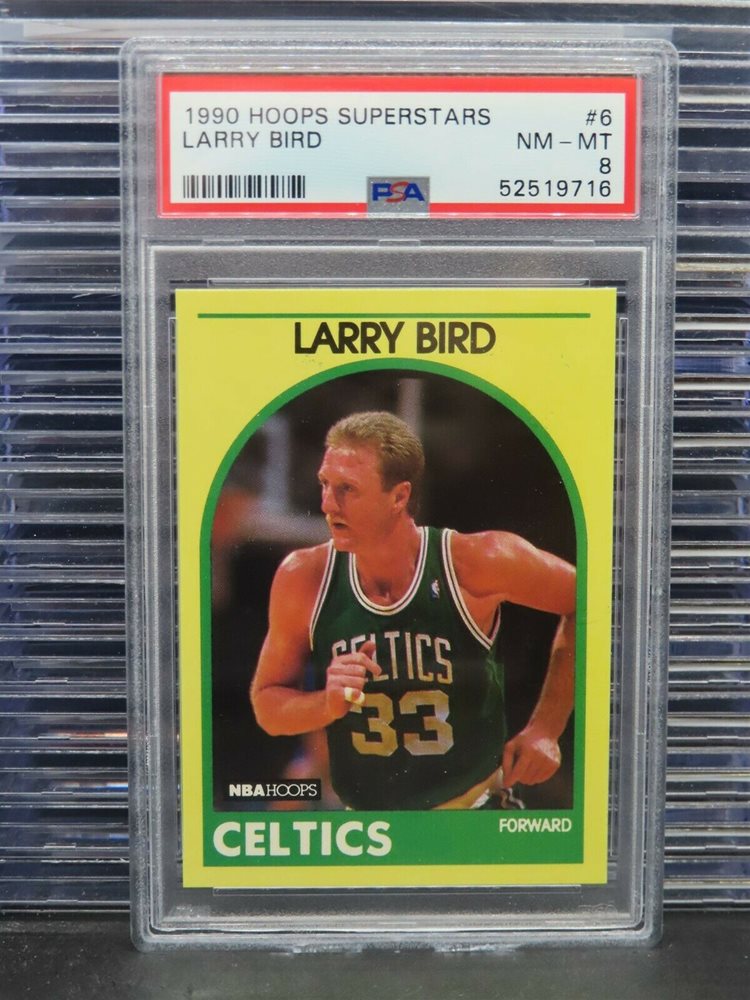 1990 HOOPS SUPERSTARS #6
LARRY BIRD NM - MT
8
PSA 52519716
LARRY BIRD
CELTICS
33
NBA HOOPS
CELTICS FORWARD